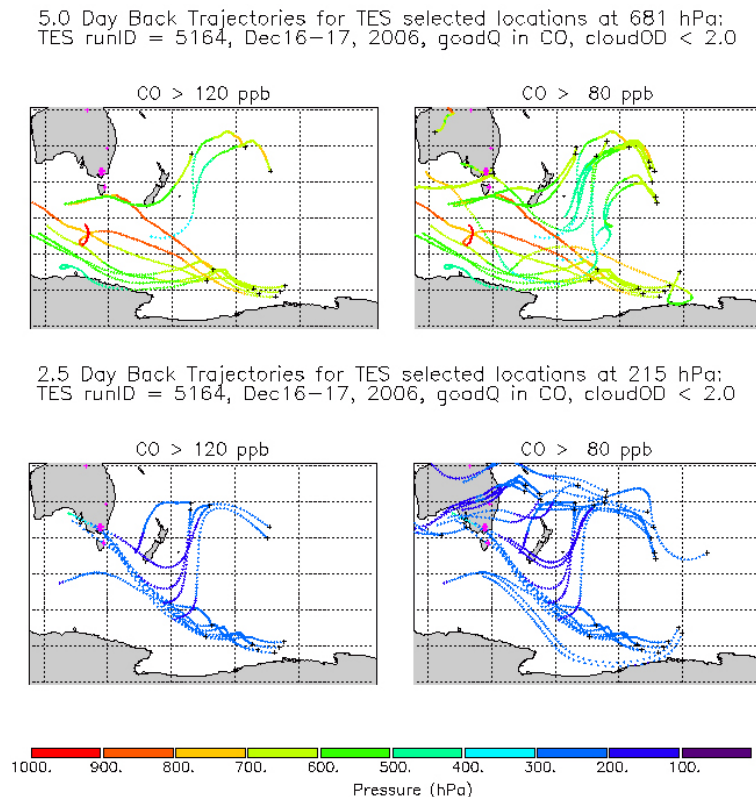 5.0 Day Back Trajectories for TES selected locations at 681 hPa:
TES runID = 5164, Dec16-17, 2006, goodQ in CO, cloudOD < 2.0
CO > 120 ppb
CO > 80 ppb
2.5 Day Back Trajectories for TES selected locations at 215 hPa:
TES runID = 5164, Dec16-17, 2006, goodQ in CO, cloudOD < 2.0
CO > 120 ppb
CO > 80 ppb
1000. 900. 800. 700. 600. 500. 400. 300. 200. 100.
Pressure (hPa)